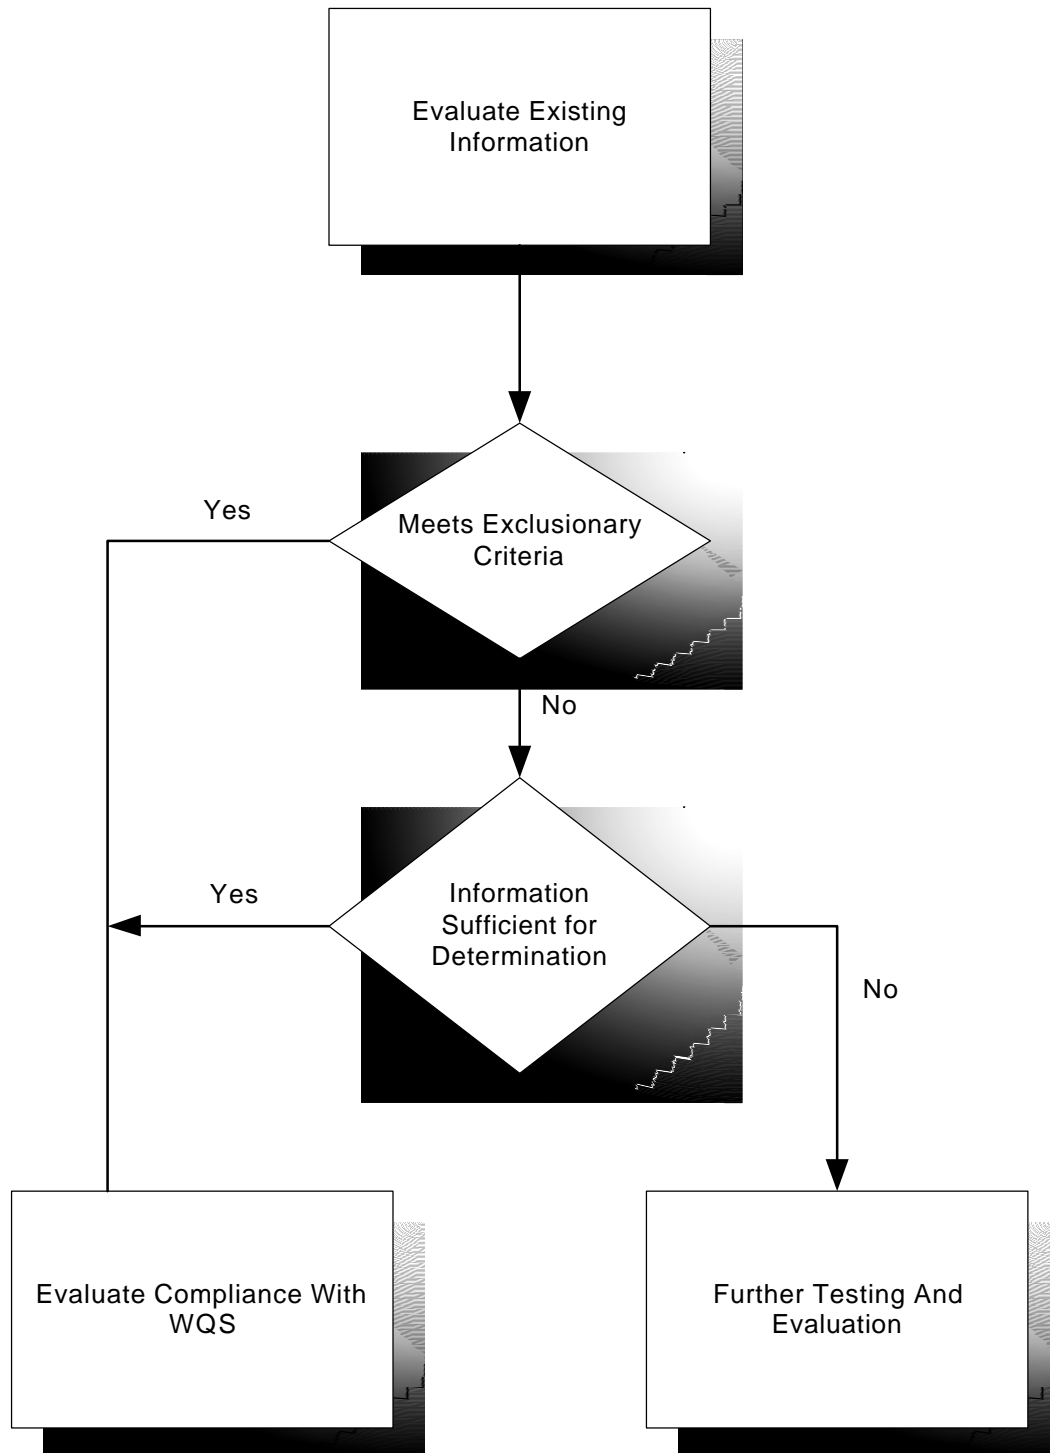 Evaluate Existing
Information
Yes
Meets Exclusionary
Criteria
No
Yes
Information
Sufficient for
Determination
No
Evaluate Compliance With
WQS
Further Testing And
Evaluation